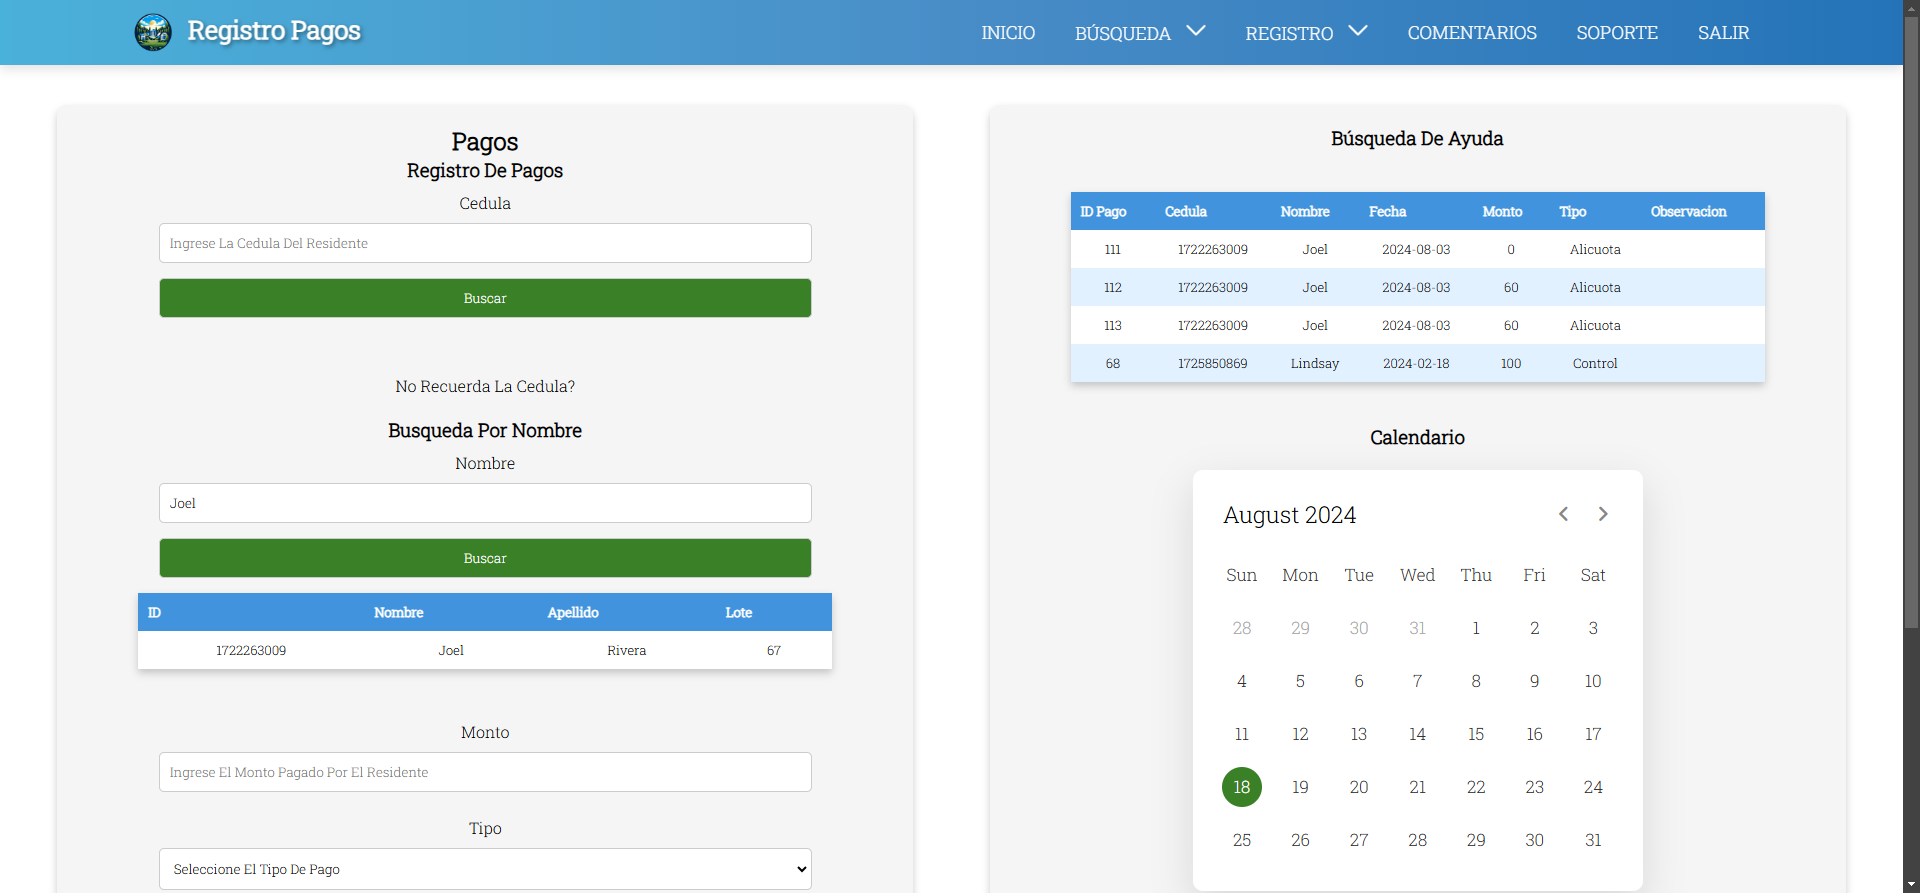 Registro Pagos
INICIO BÚSQUEDA REGISTRO COMENTARIOS SOPORTE SALIR
Pagos
Registro De Pagos
Cedula
Ingrese La Cedula Del Residente
Buscar
No Recuerda La Cedula?
Busqueda Por Nombre
Nombre
Joel
Buscar
ID Nombre Apellido Lote
1722263009 Joel Rivera 67
Monto
Ingrese El Monto Pagado Por El Residente
Tipo
Seleccione El Tipo De Pago
Búsqueda De Ayuda
ID Pago Cedula Nombre Fecha Monto Tipo Observacion
111 1722263009 Joel 2024-08-03 0 Alicuota
112 1722263009 Joel 2024-08-03 60 Alicuota
113 1722263009 Joel 2024-08-03 60 Alicuota
68 1725850869 Lindsay 2024-02-18 100 Control
Calendario
August 2024
Sun Mon Tue Wed Thu Fri Sat
28 29 30 31 1 2 3
4 5 6 7 8 9 10
11 12 13 14 15 16 17
18 19 20 21 22 23 24
25 26 27 28 29 30 31